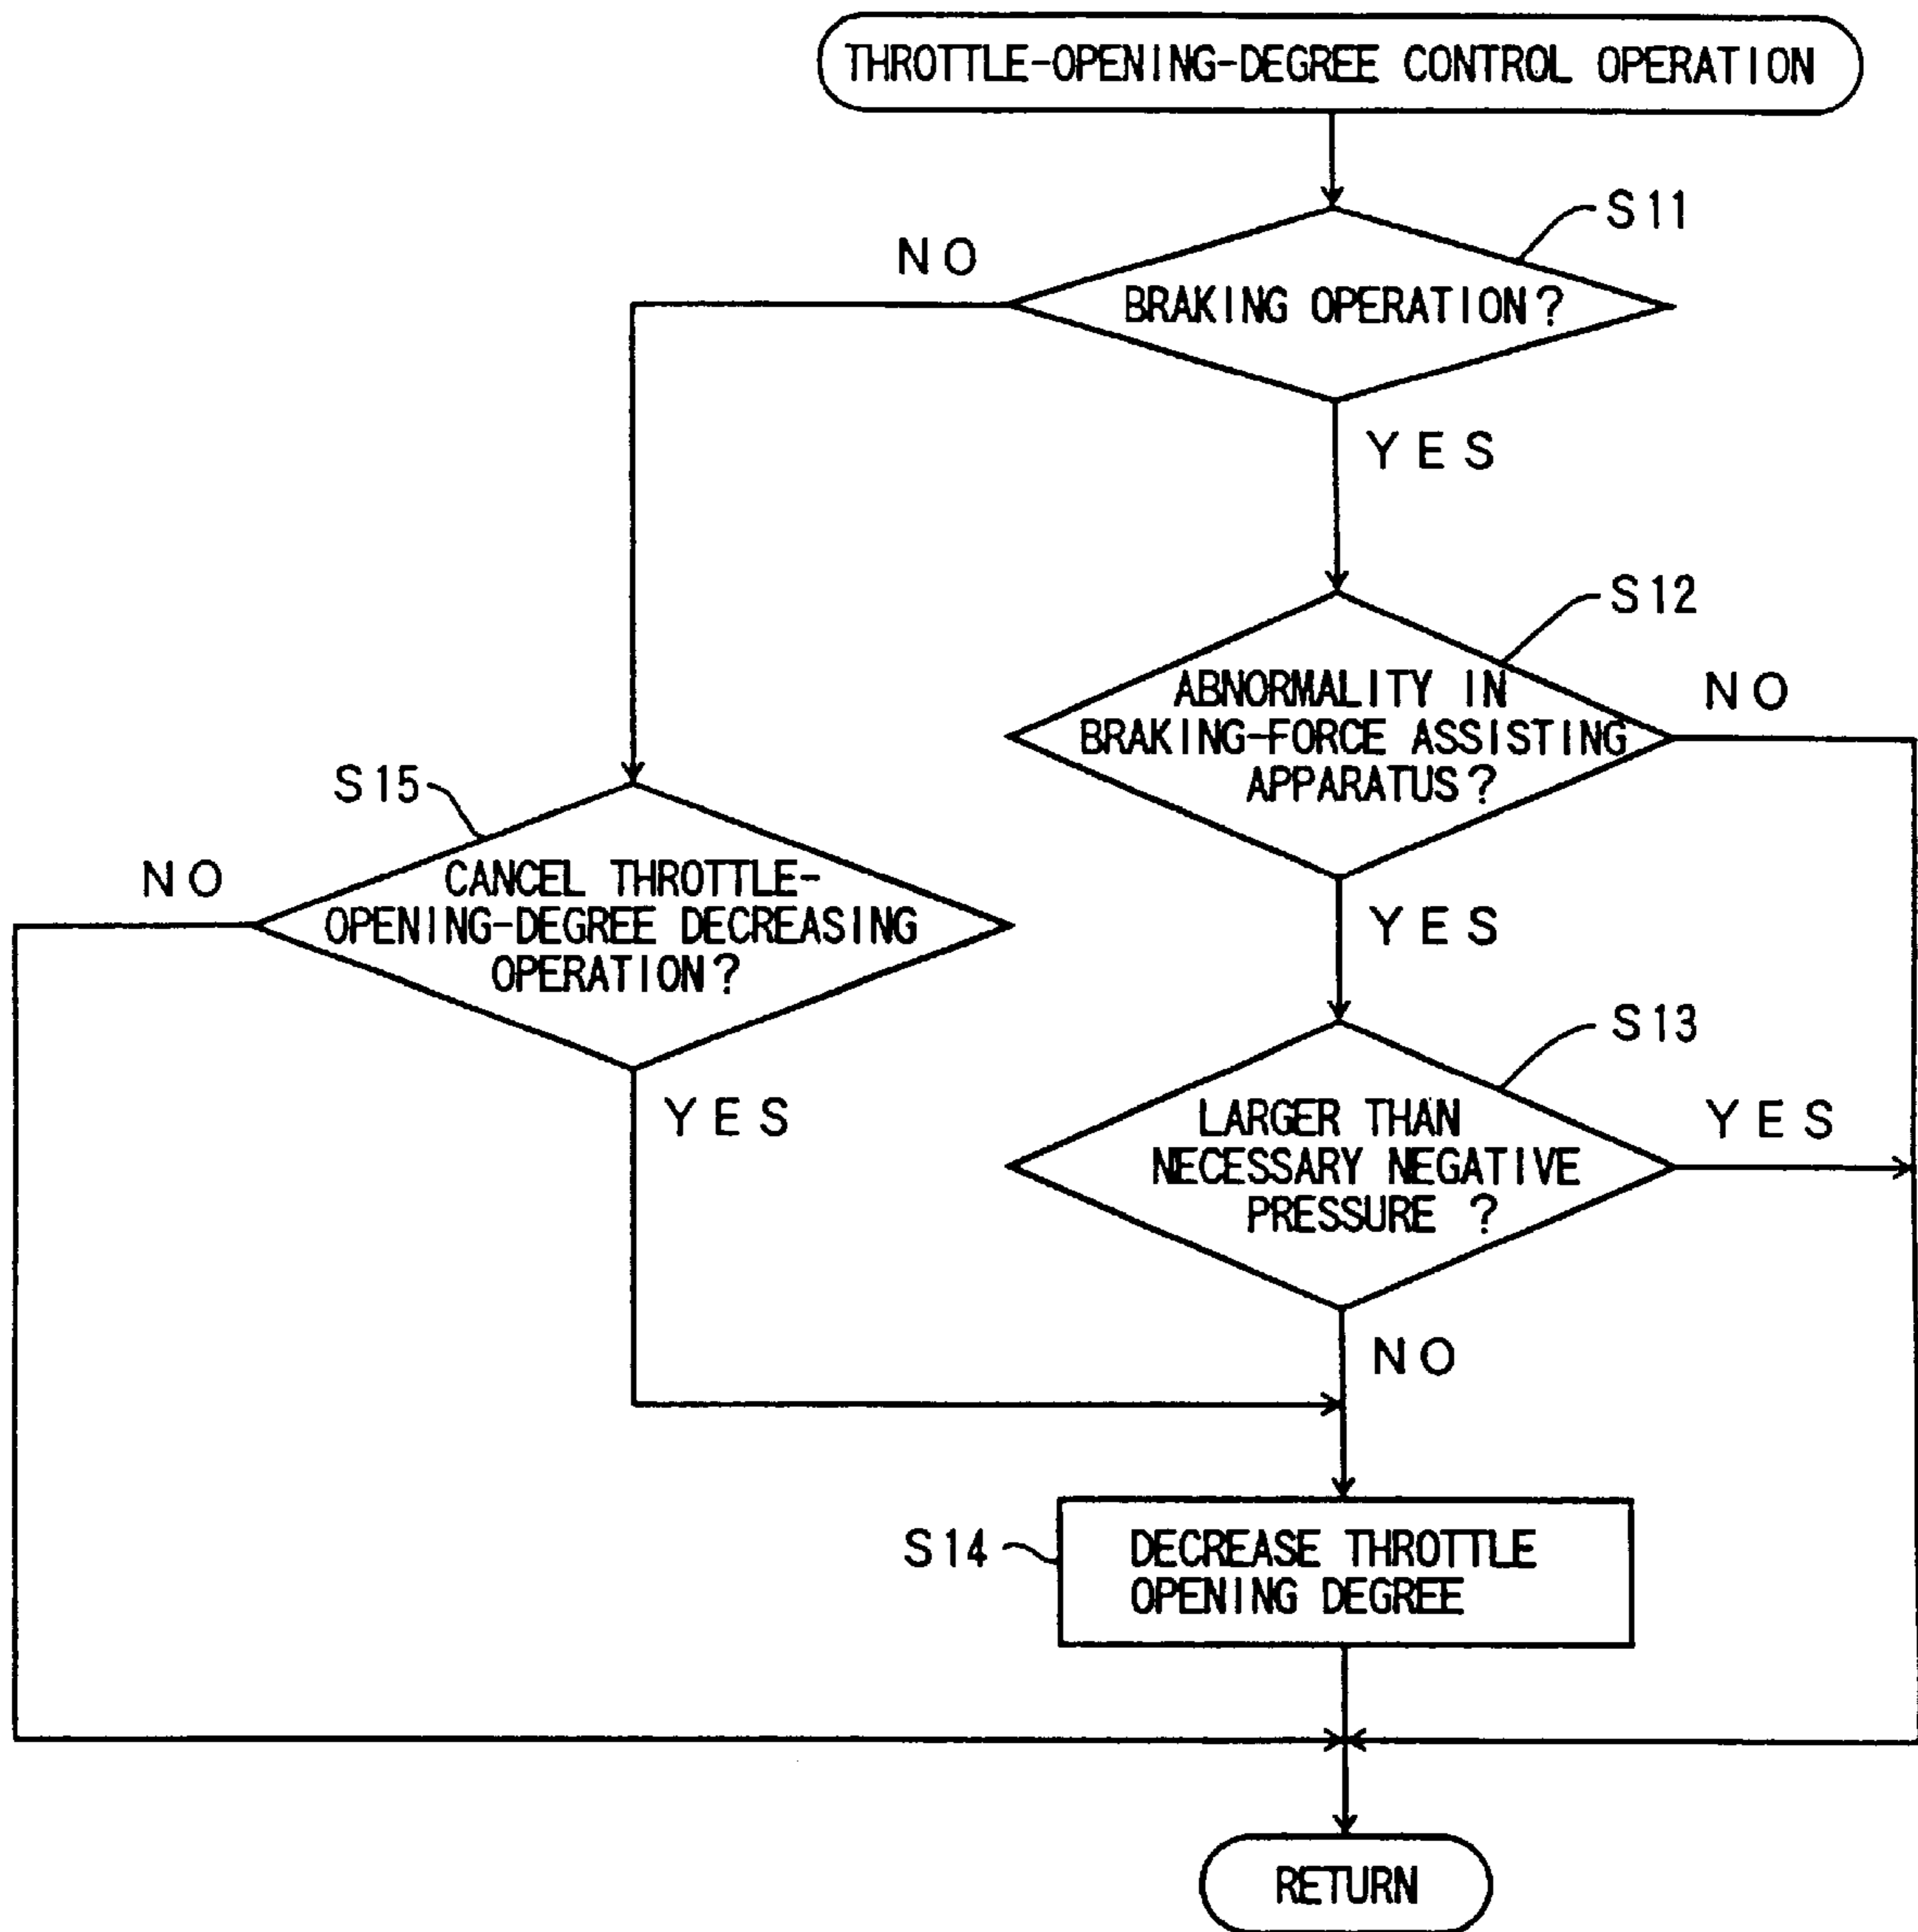 THROTTLE-OPENING-DEGREE CONTROL OPERATION
S11
NO
BRAKING OPERATION?
YES
S12
ABNORMALITY IN
BRAKING-FORCE ASSISTING
APPARATUS?
NO
S15
NO
CANCEL THROTTLE-
OPENING-DEGREE DECREASING
OPERATION?
YES
YES
S13
LARGER THAN
NECESSARY NEGATIVE
PRESSURE ?
YES
NO
S14
DECREASE THROTTLE
OPENING DEGREE
RETURN